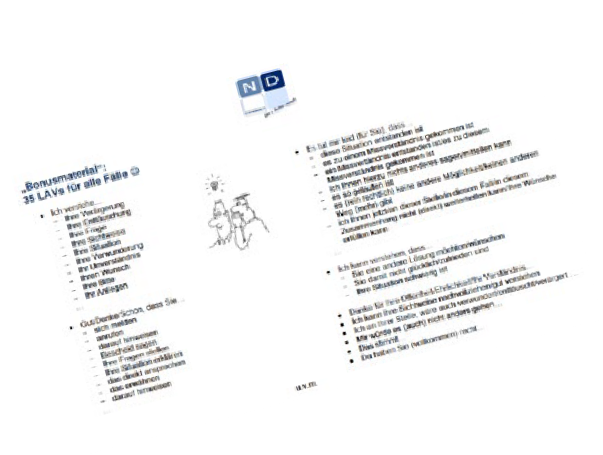 N D
„Bonusmaterial“:
35 LAVs für alle Fälle
Ich verstehe...
Ihre Verärgerung
Ihre Enttäuschung
Ihre Frage
Ihre Sichtweise
Ihre Situation
Ihre Verwunderung
Ihr Unverständnis
Ihren Wunsch
Ihre Bitte
Ihr Anliegen
...
Gut/Danke/Schön, dass Sie...
sich melden
anrufen
darauf hinweisen
Bescheid sagen
Ihre Fragen stellen
Ihre Situation erklären
das direkt ansprechen
das erwähnen
darauf hinweisen
...
Es tut mir leid (für Sie), dass...
diese Situation entstanden ist
es zu einem Missverständnis gekommen ist
ein Missverständnis entstanden ist/es zu diesem
Missverständnis gekommen ist
ich Ihnen hierzu nichts anderes sagen/mitteilen kann
es so gelaufen ist
es (rein rechtlich) keine andere Möglichkeit/keinen anderen
Weg (mehr) gibt
ich Ihnen jetzt/an dieser Stelle/in diesem Fall/in diesem
Zusammenhang nicht (direkt) weiterhelfen kann/Ihre Wünsche
erfüllen kann
Ich kann verstehen, dass...
Sie eine andere Lösung möchten/wünschen
Sie damit nicht glücklich/zufrieden sind
Ihre Situation schwierig ist
Danke für Ihre Offenheit/Ehrlichkeit/Ihr Verständnis...
Ich kann Ihre Sichtweise nachvollziehen/gut verstehen
Ich an Ihrer Stelle, wäre auch verwundert/enttäuscht/verärgert...
Mir würde es (auch) nicht anders gehen...
Das stimmt
Da haben Sie (vollkommen) recht...